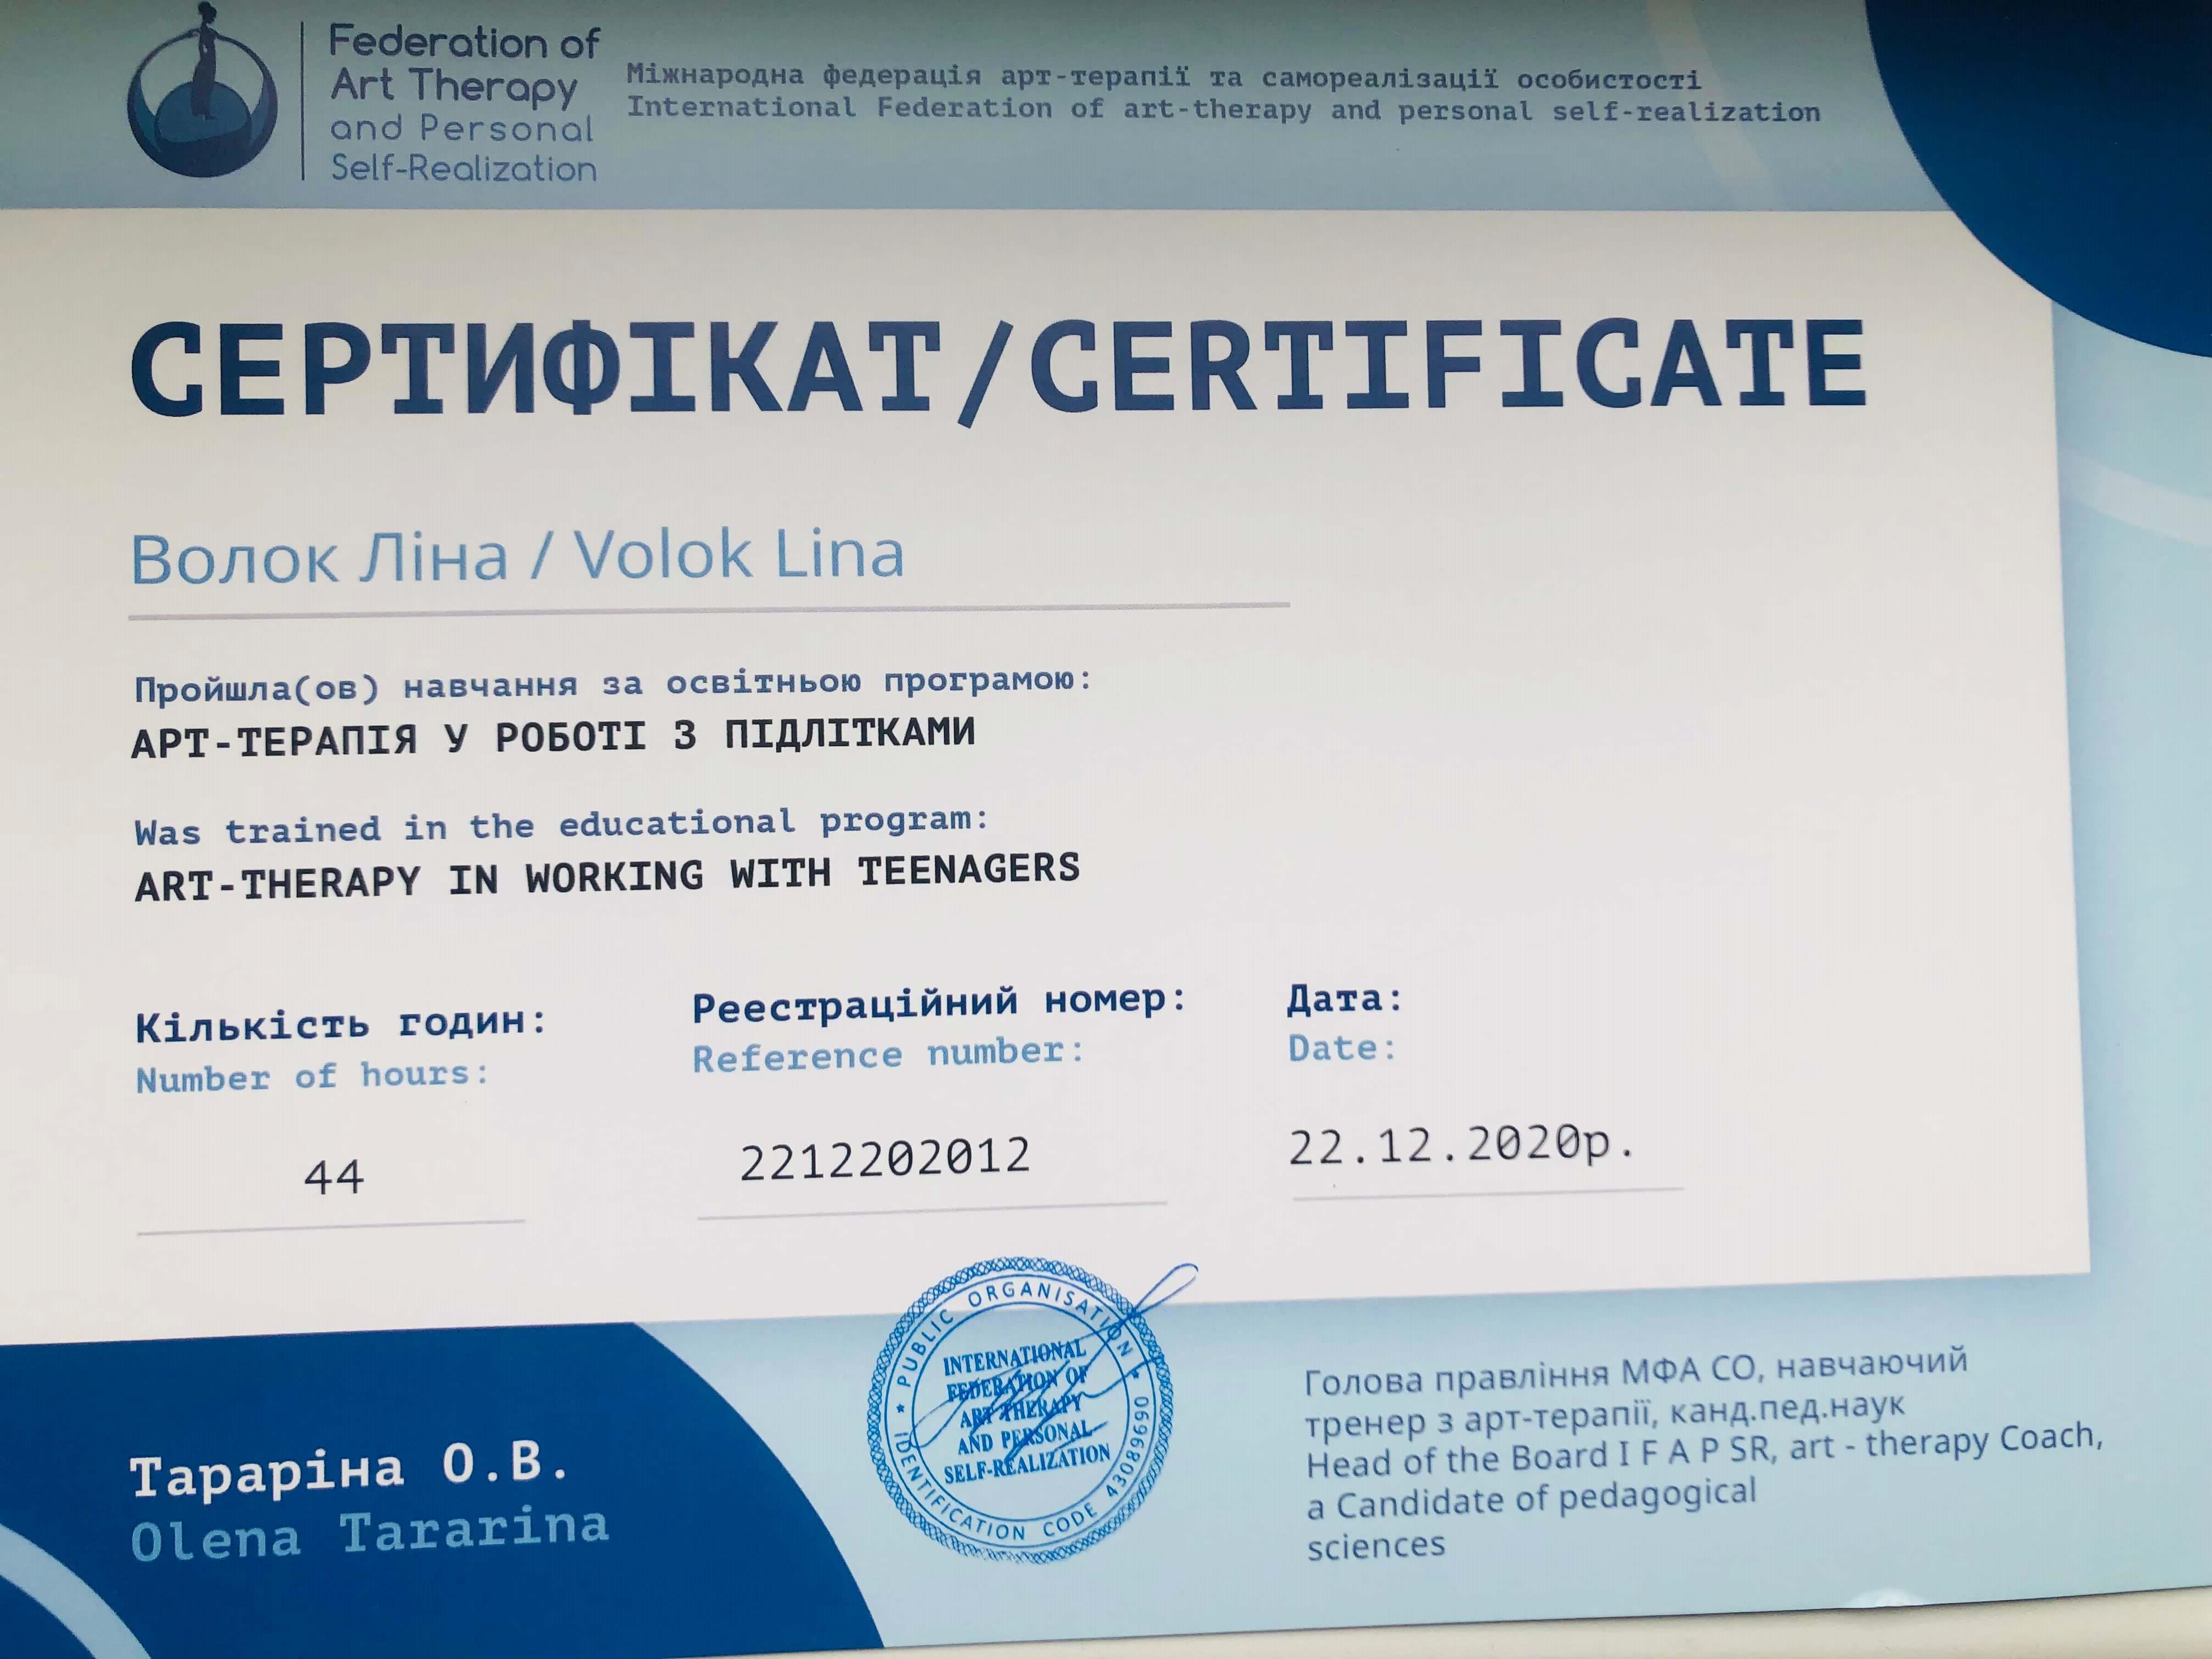 Federation of
Art Therapy
and Personal
Self-Realization
Міжнародна федерація арт-терапії та самореалізації особистості
International Federation of art-therapy and personal self-realization
СЕРТИФІКАТ/CERTIFICATE
Волок Ліна / Volok Lina
Пройшла(ов) навчання за освітньою програмою:
АРТ-ТЕРАПІЯ У РОБОТІ З ПІДЛІТКАМИ
Was trained in the educational program:
ART-THERAPY IN WORKING WITH TEENAGERS
Кількість годин:
Number of hours:
44
Реестраційний номер:
Reference number:
2212202012
Дата:
Date:
22.12.2020р.
Тараріна О.В.
Olena Tararina
* PUBLIC ORGANISATION *
INTERNATIONAL
FEDERATION OF
ART THERAPY
AND PERSONAL
SELF-REALIZATION
IDENTIFICATION CODE 43089690
Голова правління МФА СО, навчаючий
тренер з арт-терапії, канд.пед.наук
Head of the Board I F A P SR, art - therapy Coach,
a Candidate of pedagogical
sciences